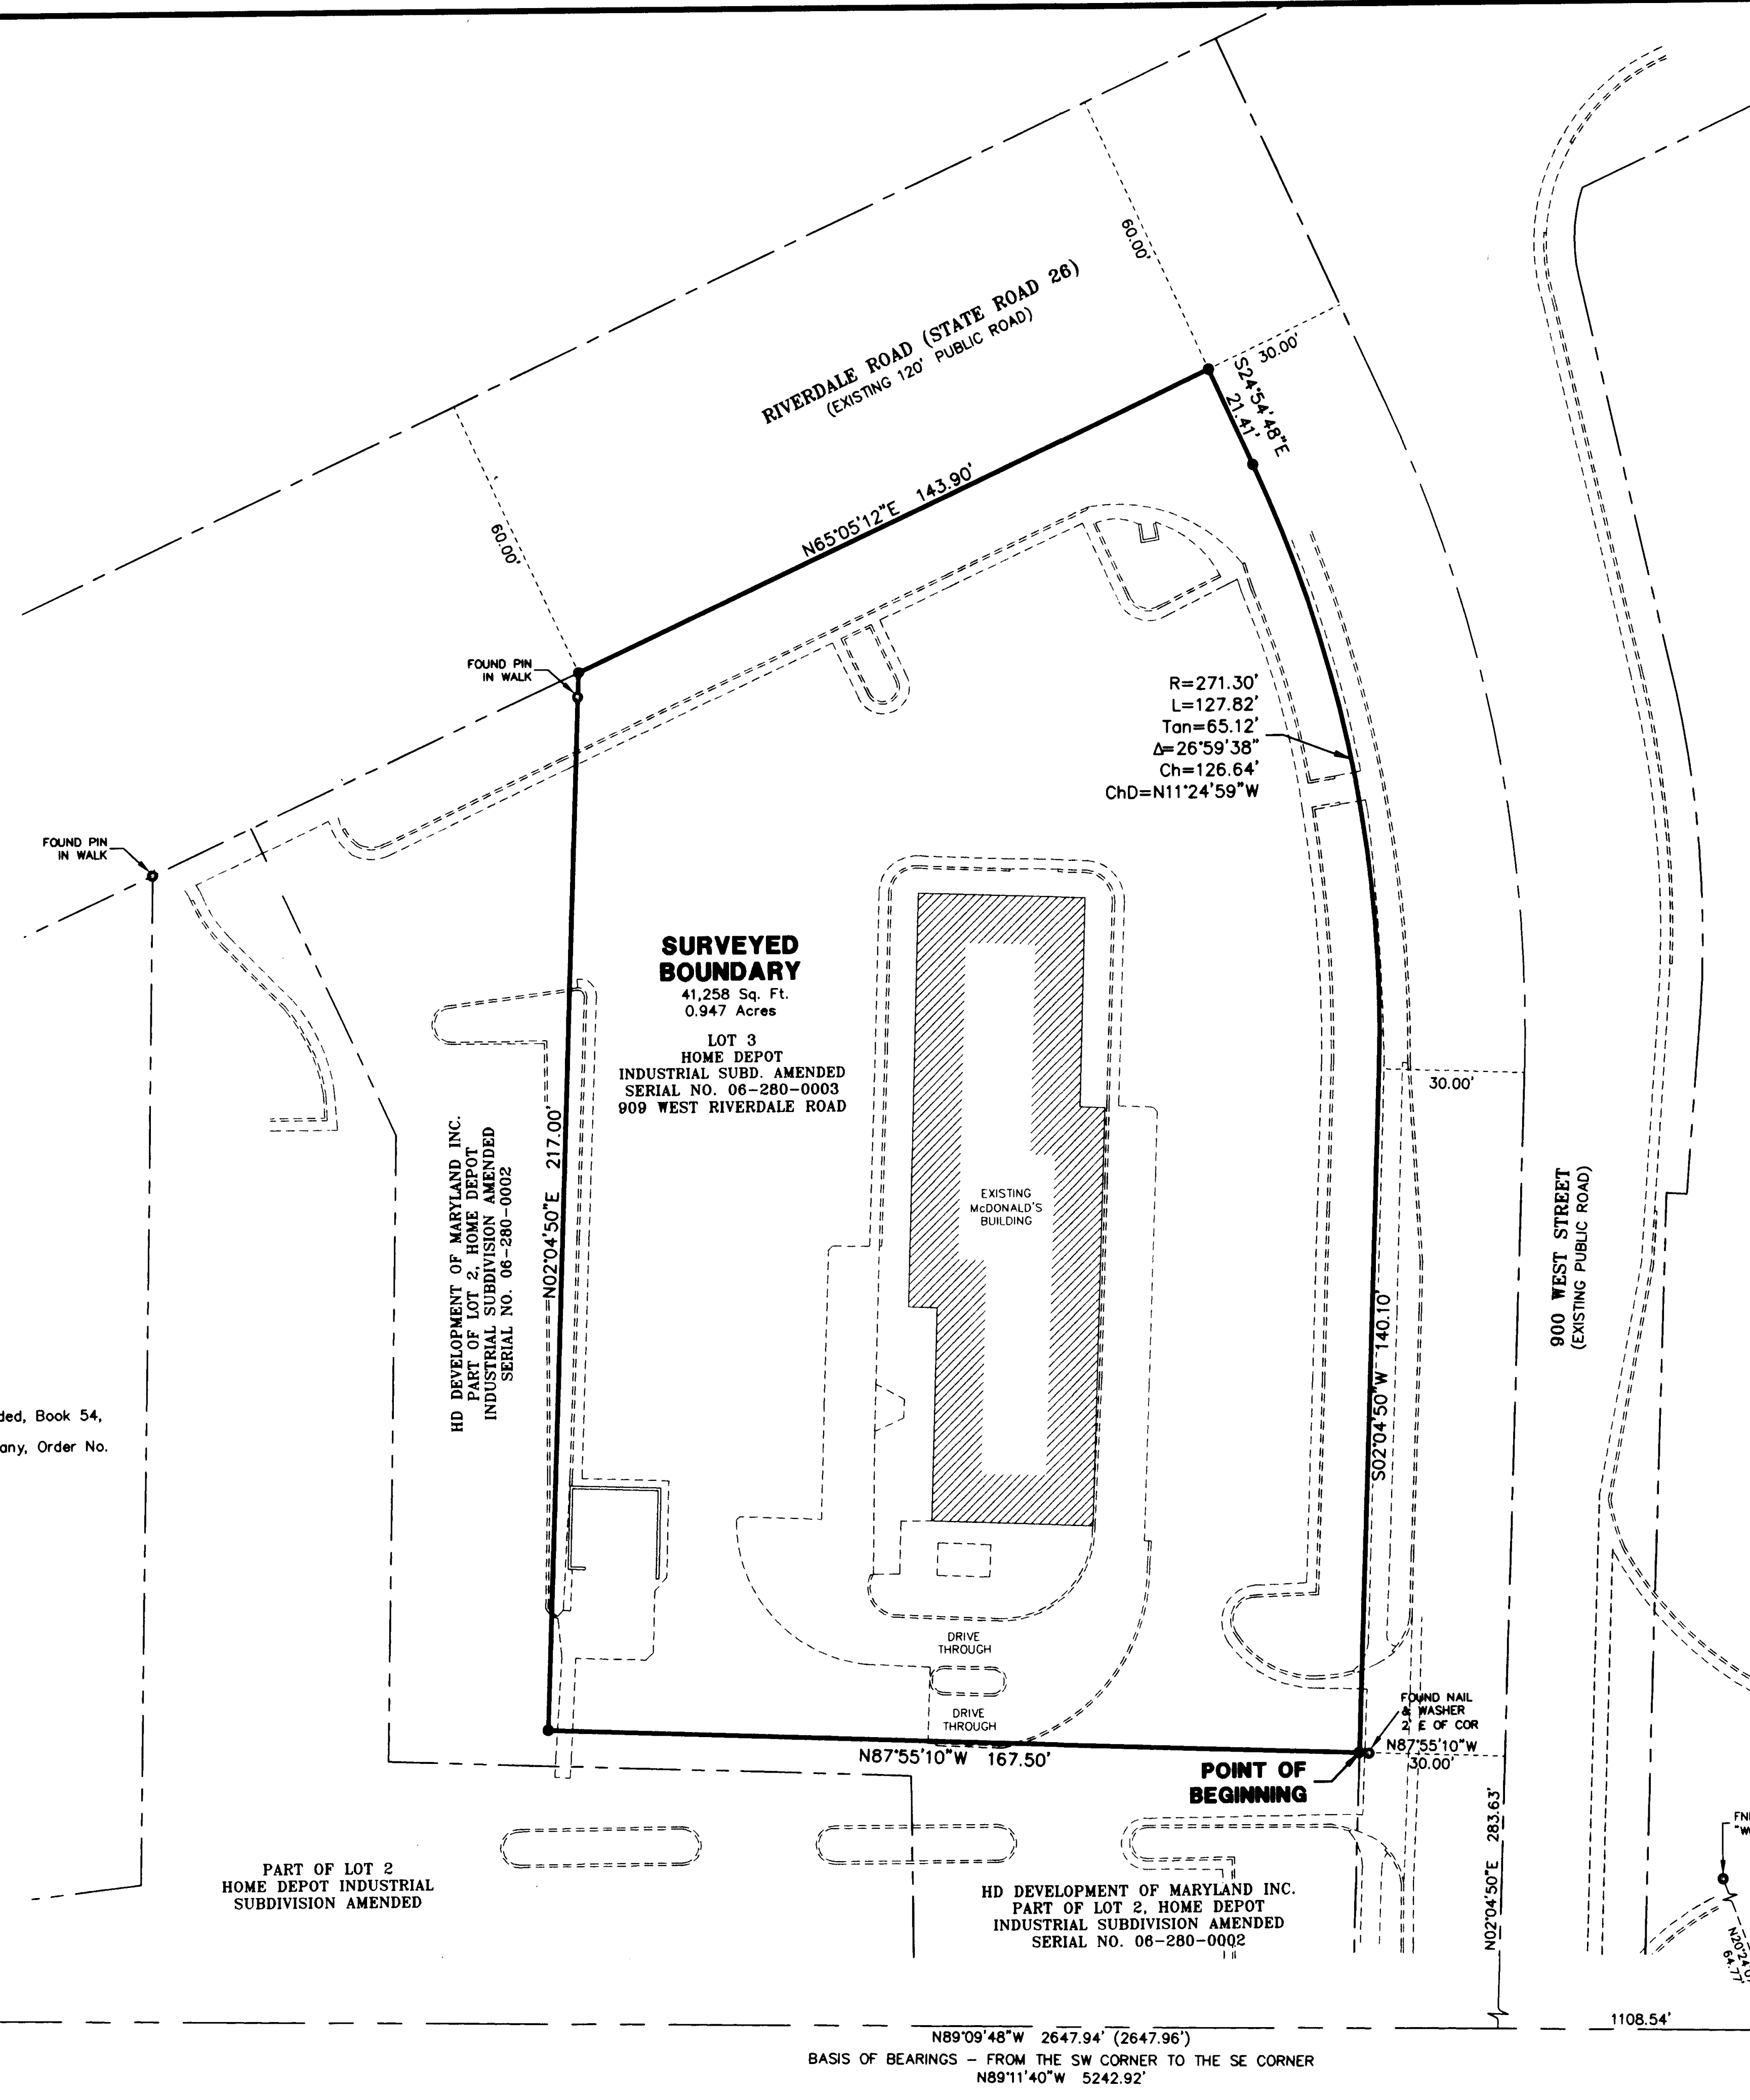 RIVERDALE ROAD (STATE ROAD 26)
(EXISTING 120' PUBLIC ROAD)
60.00'
60.00'
30.00'
S24°54'48"E
21.41'
N65°05'12"E 143.90'
FOUND PIN
IN WALK
FOUND PIN
IN WALK
R=271.30'
L=127.82'
Tan=65.12'
Δ=26°59'38"
Ch=126.64'
ChD=N11°24'59"W
SURVEYED
BOUNDARY
41,258 Sq. Ft.
0.947 Acres
LOT 3
HOME DEPOT
INDUSTRIAL SUBD. AMENDED
SERIAL NO. 06-280-0003
909 WEST RIVERDALE ROAD
30.00'
HD DEVELOPMENT OF MARYLAND INC.
PART OF LOT 2, HOME DEPOT
INDUSTRIAL SUBDIVISION AMENDED
SERIAL NO. 06-280-0002
N02°04'50"E 217.00'
EXISTING
McDONALD'S
BUILDING
900 WEST STREET
(EXISTING PUBLIC ROAD)
S02°04'50"W 140.10'
ded, Book 54,
any, Order No.
DRIVE
THROUGH
DRIVE
THROUGH
FOUND NAIL
& WASHER
2' E OF COR
N87°55'10"W
30.00'
N87°55'10"W 167.50'
POINT OF
BEGINNING
N02°04'50"E 283.63'
PART OF LOT 2
HOME DEPOT INDUSTRIAL
SUBDIVISION AMENDED
HD DEVELOPMENT OF MARYLAND INC.
PART OF LOT 2, HOME DEPOT
INDUSTRIAL SUBDIVISION AMENDED
SERIAL NO. 06-280-0002
64.77'
1108.54'
N89°09'48"W 2647.94' (2647.96')
BASIS OF BEARINGS - FROM THE SW CORNER TO THE SE CORNER
N89°11'40"W 5242.92'